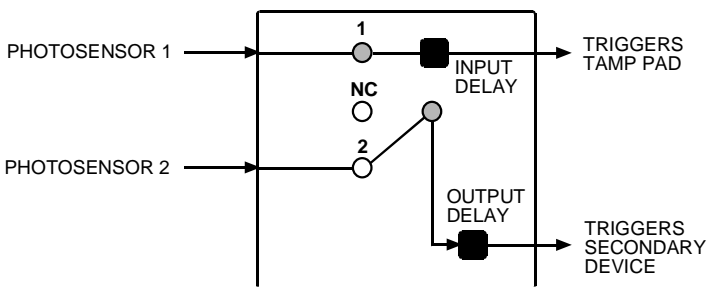 1
PHOTOSENSOR 1
TRIGGERS
TAMP PAD
INPUT
DELAY
NC
2
PHOTOSENSOR 2
OUTPUT
DELAY
TRIGGERS
SECONDARY
DEVICE